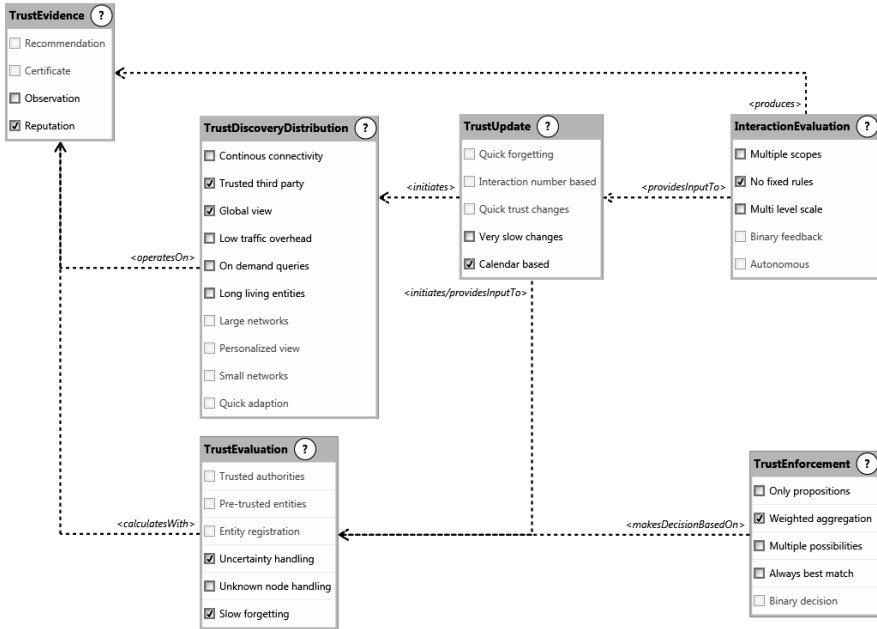 TrustEvidence ?
Recommendation
Certificate
Observation
Reputation
<produces>
TrustDiscoveryDistribution ?
Continous connectivity
Trusted third party
Global view
Low traffic overhead
On demand queries
Long living entities
Large networks
Personalized view
Small networks
Quick adaption
<initiates>
TrustUpdate ?
Quick forgetting
Interaction number based
Quick trust changes
Very slow changes
Calendar based
<providesInputTo>
InteractionEvaluation ?
Multiple scopes
No fixed rules
Multi level scale
Binary feedback
Autonomous
<operatesOn>
<initiates/providesInputTo>
TrustEvaluation ?
Trusted authorities
Pre-trusted entities
Entity registration
Uncertainty handling
Unknown node handling
Slow forgetting
<calculatesWith>
<makesDecisionBasedOn>
TrustEnforcement ?
Only propositions
Weighted aggregation
Multiple possibilities
Always best match
Binary decision